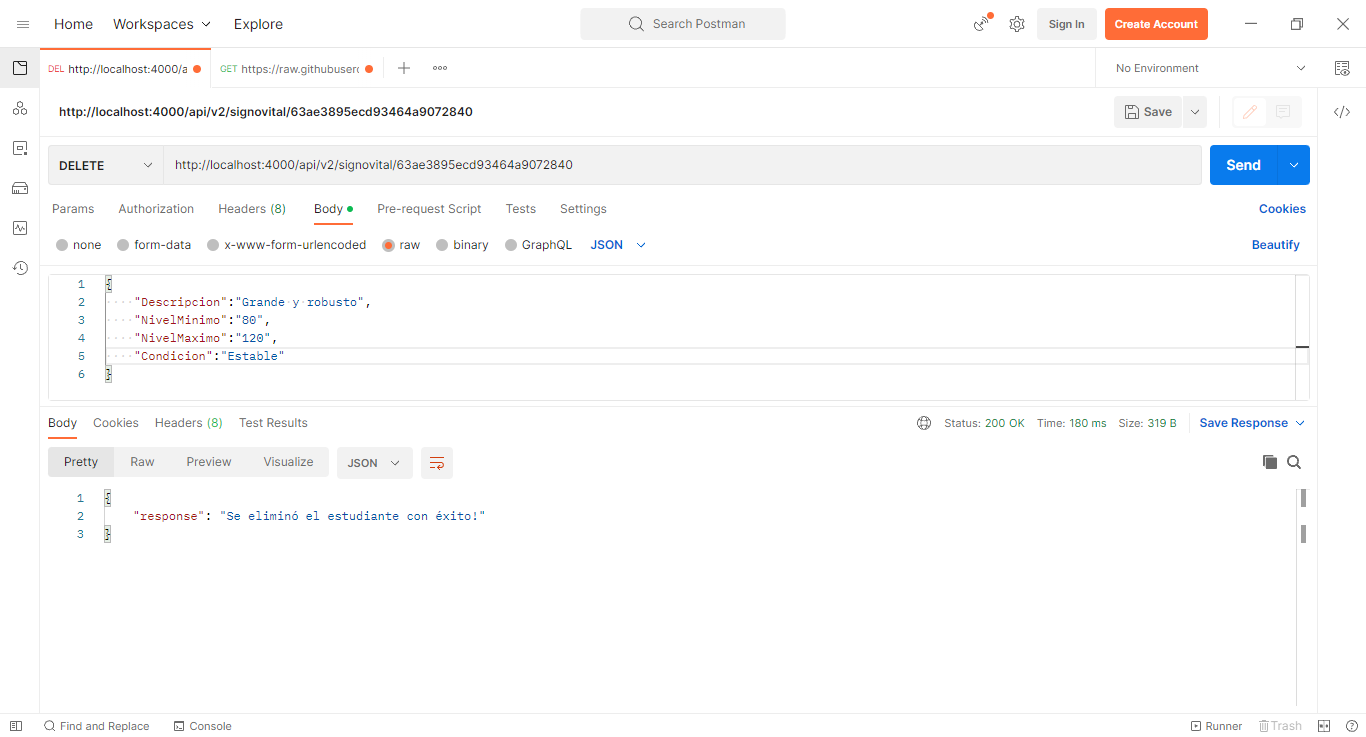 Home Workspaces Explore Search Postman Sign In Create Account
DEL http://localhost:4000/a GET https://raw.githubuserc No Environment
http://localhost:4000/api/v2/signovital/63ae3895ecd93464a9072840 Save
DELETE http://localhost:4000/api/v2/signovital/63ae3895ecd93464a9072840 Send
Params Authorization Headers (8) Body Pre-request Script Tests Settings Cookies
none form-data x-www-form-urlencoded raw binary GraphQL JSON Beautify
1 {
2 "Descripcion":"Grande y robusto",
3 "NivelMinimo":"80",
4 "NivelMaximo":"120",
5 "Condicion":"Estable"
6 }
Body Cookies Headers (8) Test Results Status: 200 OK Time: 180 ms Size: 319 B Save Response
Pretty Raw Preview Visualize JSON
1 {
2 "response": "Se eliminó el estudiante con éxito!"
3 }
Find and Replace Console Runner Trash